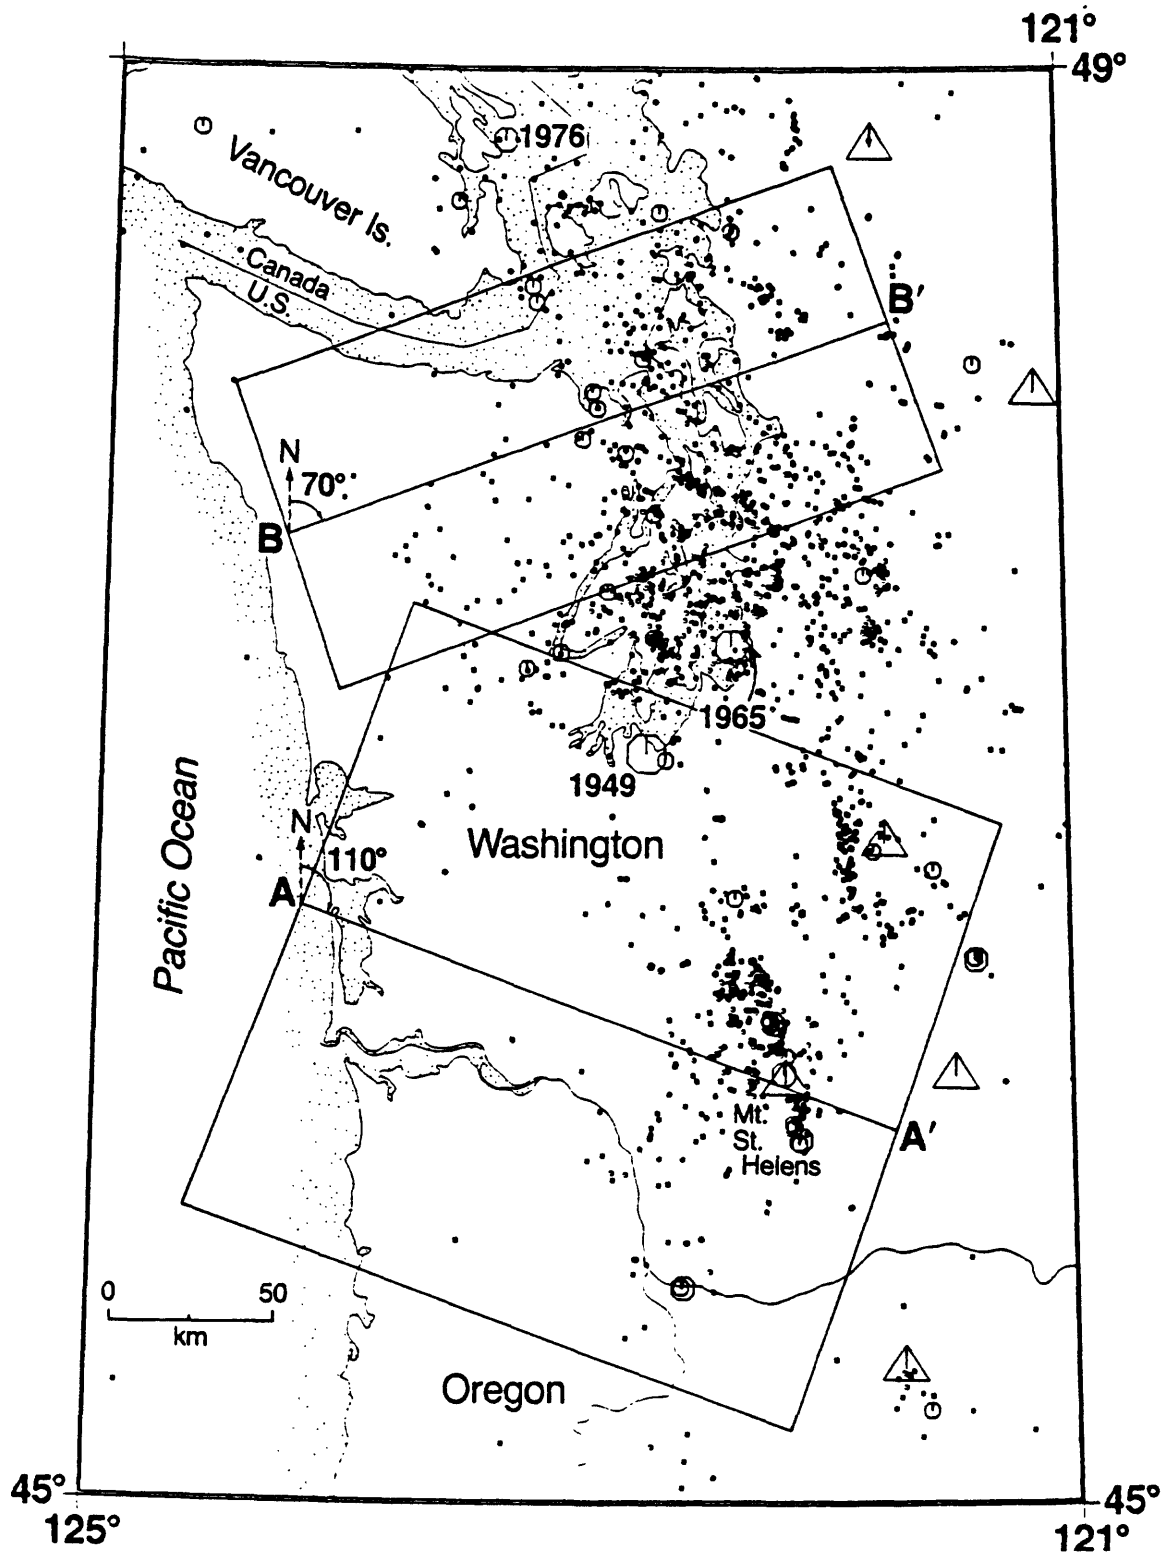 121°
49°
1976
Vancouver Is.
Canada
U.S.
B′
N
70°
B
1965
1949
Pacific Ocean
Washington
N
110°
A
Mt.
St.
Helens
A′
0 50
km
Oregon
45°
45°
125°
121°